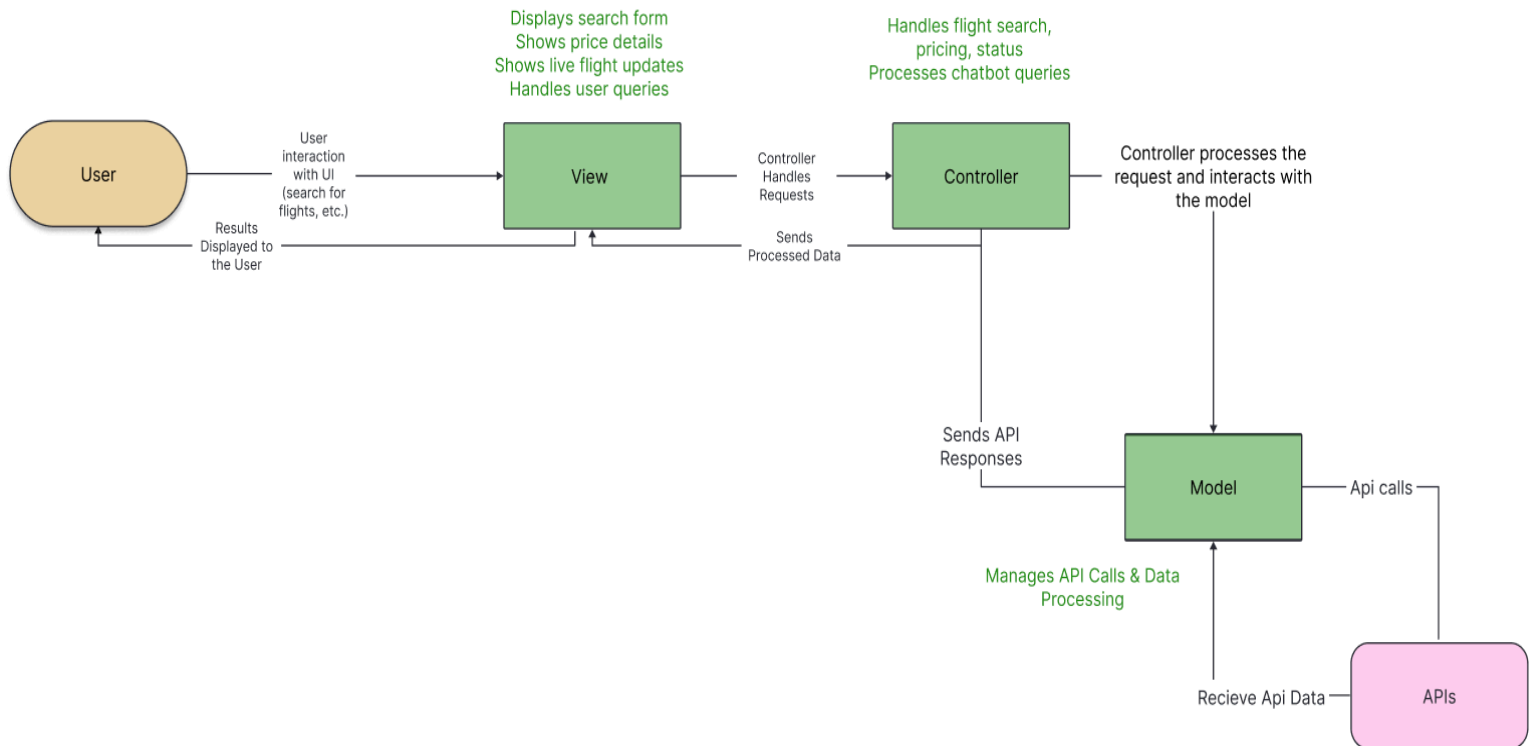 Displays search form
Shows price details
Shows live flight updates
Handles user queries
Handles flight search,
pricing, status
Processes chatbot queries
User
User
interaction
with UI
(search for
flights, etc.)
View
Controller
Handles
Requests
Controller
Controller processes the
request and interacts with
the model
Results
Displayed to
the User
Sends
Processed Data
Sends API
Responses
Model
Api calls
Manages API Calls & Data
Processing
Recieve Api Data
APIs